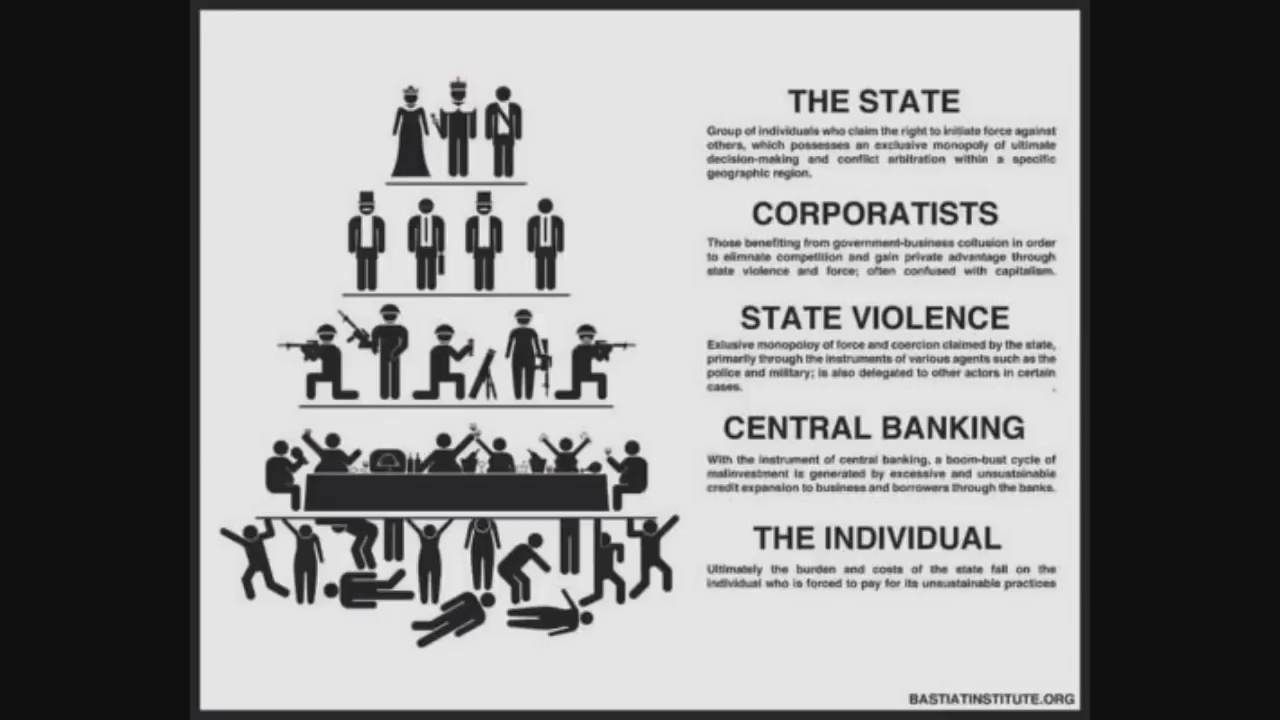 THE STATE
Group of individuals who claim the right to initiate force against
others, which possesses an exclusive monopoly of ultimate
decision-making and conflict arbitration within a specific
geographic region.
CORPORATISTS
Those benefiting from government-business collusion in order
to elimnate competition and gain private advantage through
state violence and force; often confused with capitalism.
STATE VIOLENCE
Exlusive monopoloy of force and coercion claimed by the state,
primarily through the instruments of various agents such as the
police and military; is also delegated to other actors in certain
cases.
CENTRAL BANKING
With the instrument of central banking, a boom-bust cycle of
malinvestment is generated by excessive and unsustainable
credit expansion to business and borrowers through the banks.
THE INDIVIDUAL
Ultimately the burden and costs of the state fall on the
individual who is forced to pay for its unsustainable practices
BASTIATINSTITUTE.ORG